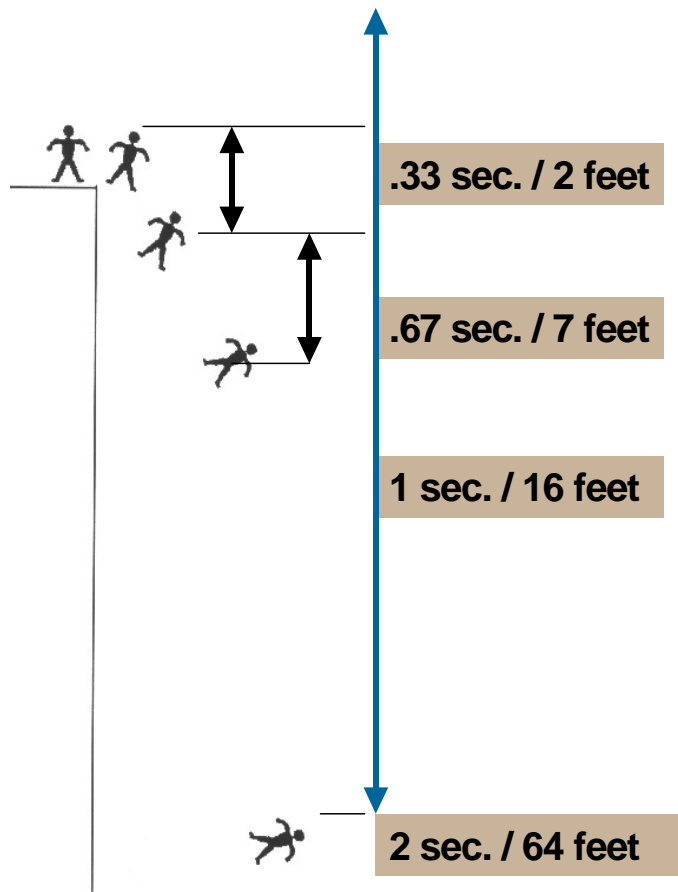 .33 sec. / 2 feet
.67 sec. / 7 feet
1 sec. / 16 feet
2 sec. / 64 feet